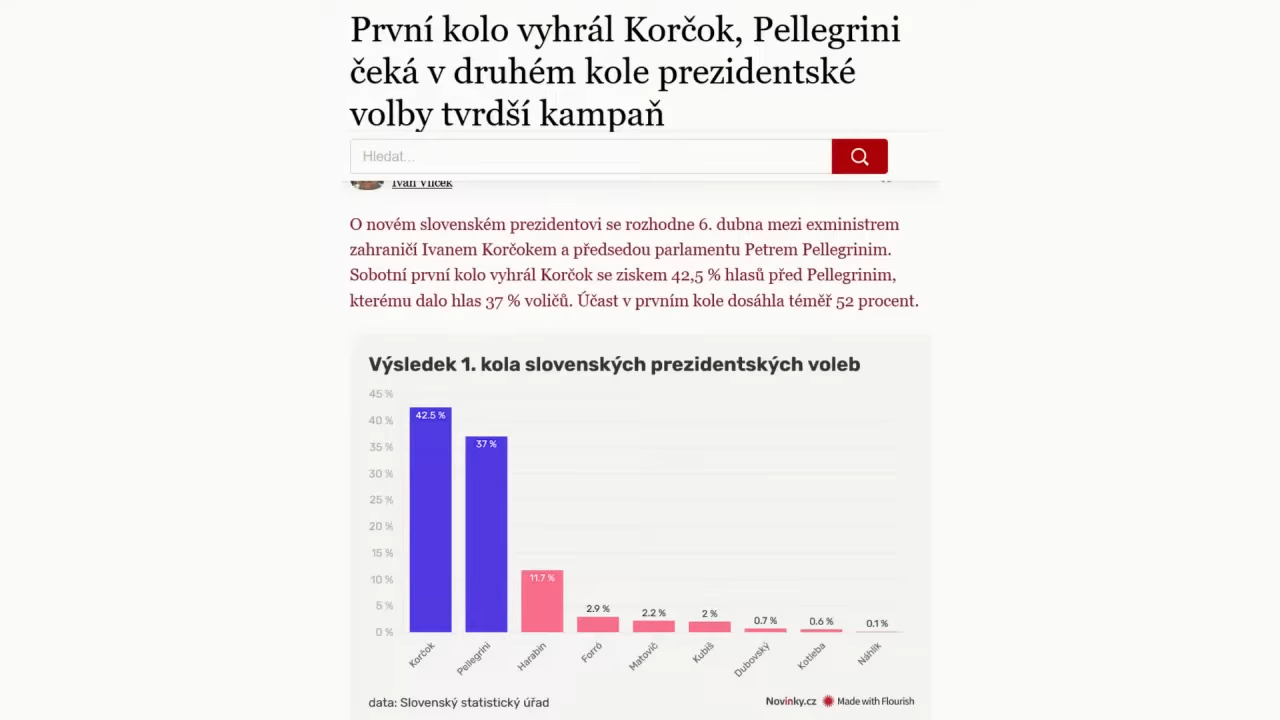 První kolo vyhrál Korčok, Pellegrini
čeká v druhém kole prezidentské
volby tvrdší kampaň
Hledat...
Ivan Vilček
O novém slovenském prezidentovi se rozhodne 6. dubna mezi exministrem
zahraničí Ivanem Korčokem a předsedou parlamentu Petrem Pellegrinim.
Sobotní první kolo vyhrál Korčok se ziskem 42,5 % hlasů před Pellegrinim,
kterému dalo hlas 37 % voličů. Účast v prvním kole dosáhla téměř 52 procent.
Výsledek 1. kola slovenských prezidentských voleb
45 %
40 %
35 %
30 %
25 %
20 %
15 %
10 %
5 %
0 %
42.5 %
37 %
11.7 %
2.9 %
2.2 %
2 %
0.7 %
0.6 %
0.1 %
Korčok
Pellegrini
Harabin
Forró
Matovič
Kubiš
Dubovský
Kotleba
Náhlik
data: Slovenský statistický úřad
Novinky.cz
Made with Flourish